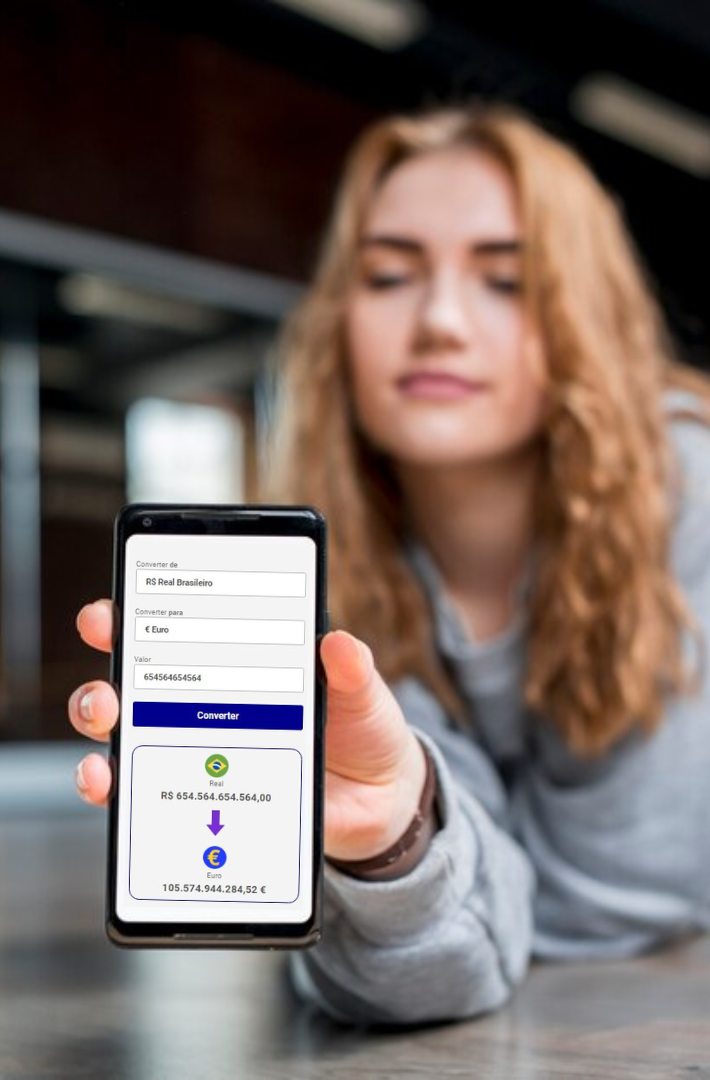 Converter de
R$ Real Brasileiro
Converter para
€ Euro
Valor
654564654564
Converter
Real
R$ 654.564.654.564,00
Euro
105.574.944.284,52 €